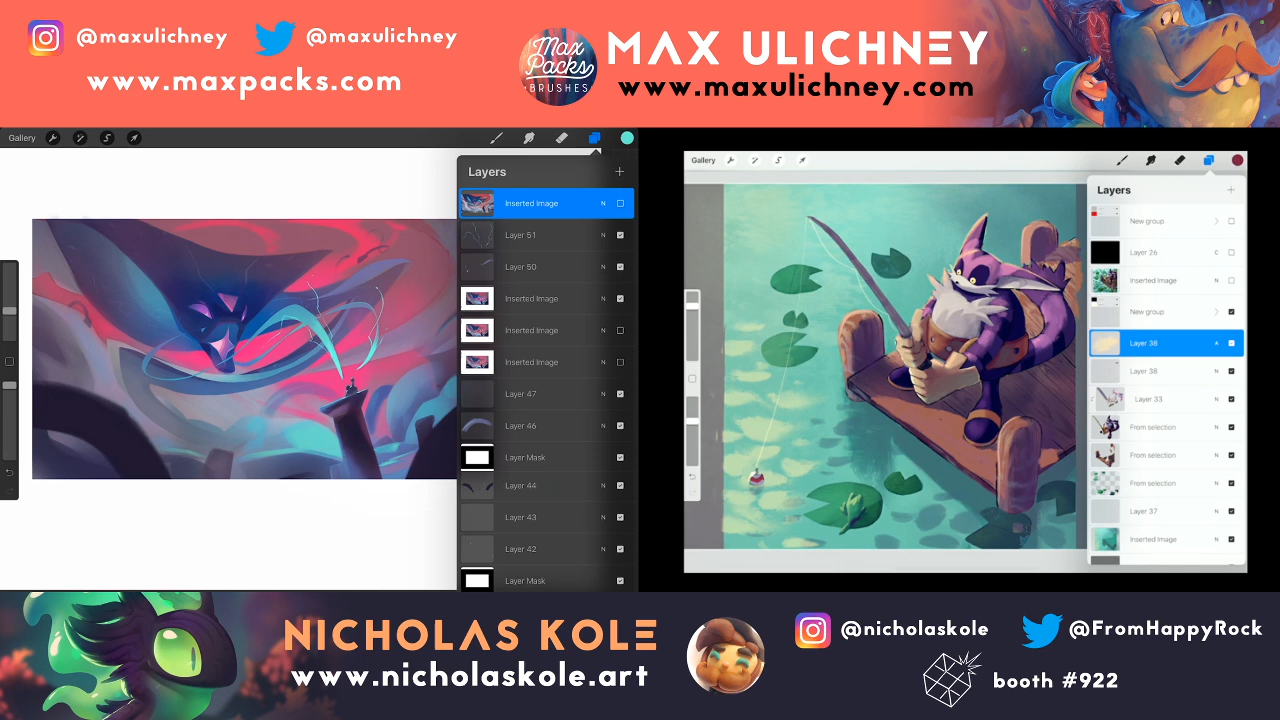 @maxulichney
@maxulichney
www.maxpacks.com
Max
Packs
BRUSHES
MAX ULICHNEY
www.maxulichney.com
Gallery
Layers
Inserted Image N
Layer 51 N
Layer 50 N
Inserted Image N
Inserted Image N
Inserted Image N
Layer 47 N
Layer 46 N
Layer Mask
Layer 44 N
Layer 43 N
Layer 42 N
Layer Mask
Gallery
Layers
New group
Layer 26 C
Inserted Image N
New group
Layer 38 A
Layer 38 N
Layer 33 N
From selection N
From selection N
From selection N
Layer 37 N
Inserted Image N
NICHOLAS KOLE
www.nicholaskole.art
@nicholaskole
@FromHappyRock
booth #922